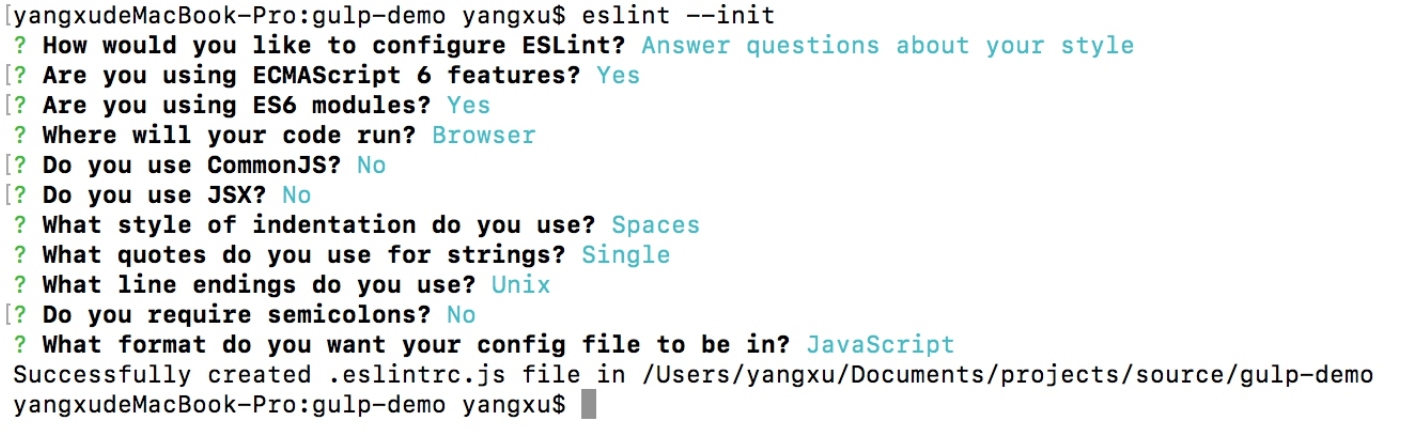 [yangxudeMacBook-Pro:gulp-demo yangxu$ eslint --init
? How would you like to configure ESLint? Answer questions about your style
[? Are you using ECMAScript 6 features? Yes
[? Are you using ES6 modules? Yes
? Where will your code run? Browser
[? Do you use CommonJS? No
[? Do you use JSX? No
? What style of indentation do you use? Spaces
? What quotes do you use for strings? Single
? What line endings do you use? Unix
[? Do you require semicolons? No
? What format do you want your config file to be in? JavaScript
Successfully created .eslintrc.js file in /Users/yangxu/Documents/projects/source/gulp-demo
yangxudeMacBook-Pro:gulp-demo yangxu$